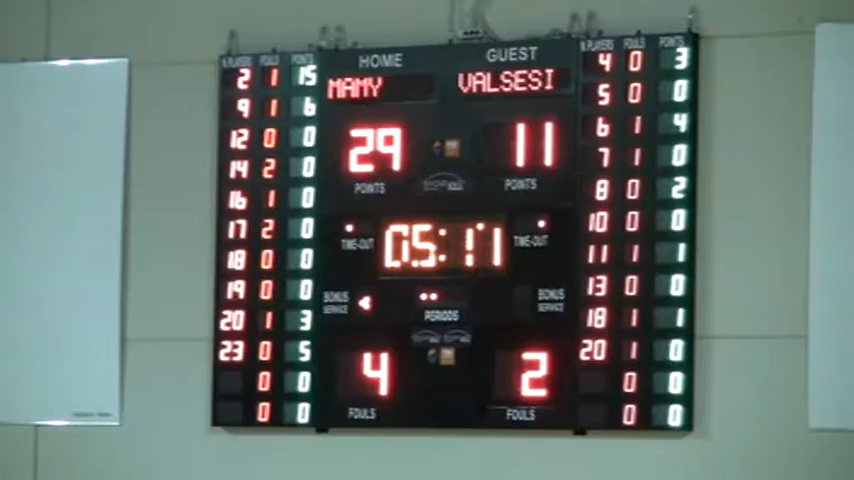 N.PLAYERS FOULS POINTS
2 1 15
9 1 6
12 0 0
14 2 0
16 1 0
17 2 0
18 0 0
19 0 0
20 1 3
23 0 5
0 0
0 0
HOME GUEST
MAMY VALSESI
29 11
POINTS POINTS
TIME-OUT 05:17 TIME-OUT
BONUS SERVICE PERIODS BONUS SERVICE
4 2
FOULS FOULS
N.PLAYERS FOULS POINTS
4 0 3
5 0 0
6 1 4
7 1 0
8 0 2
10 0 0
11 1 1
13 0 0
18 1 1
20 1 0
0 0
0 0